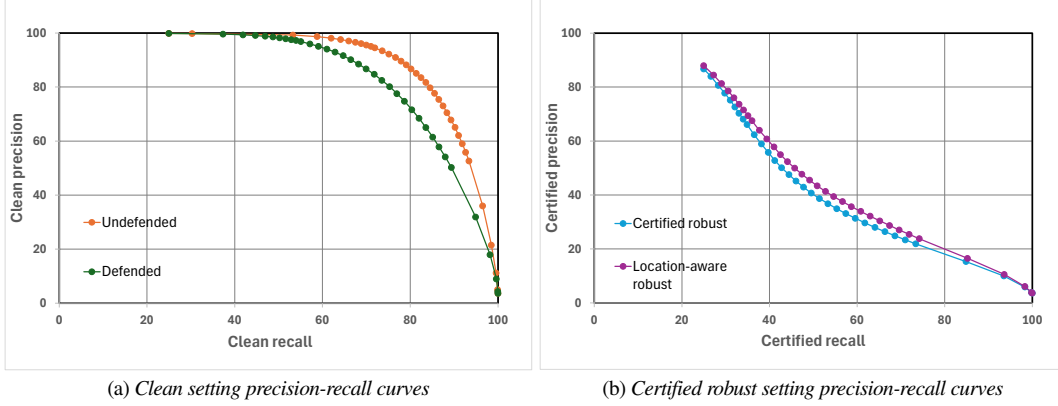 100
80
60
40
20
0
0
20
40
60
80
100
Clean precision
Clean recall
Undefended
Defended
(a) Clean setting precision-recall curves
100
80
60
40
20
0
0
20
40
60
80
100
Certified precision
Certified recall
Certified robust
Location-aware
robust
(b) Certified robust setting precision-recall curves